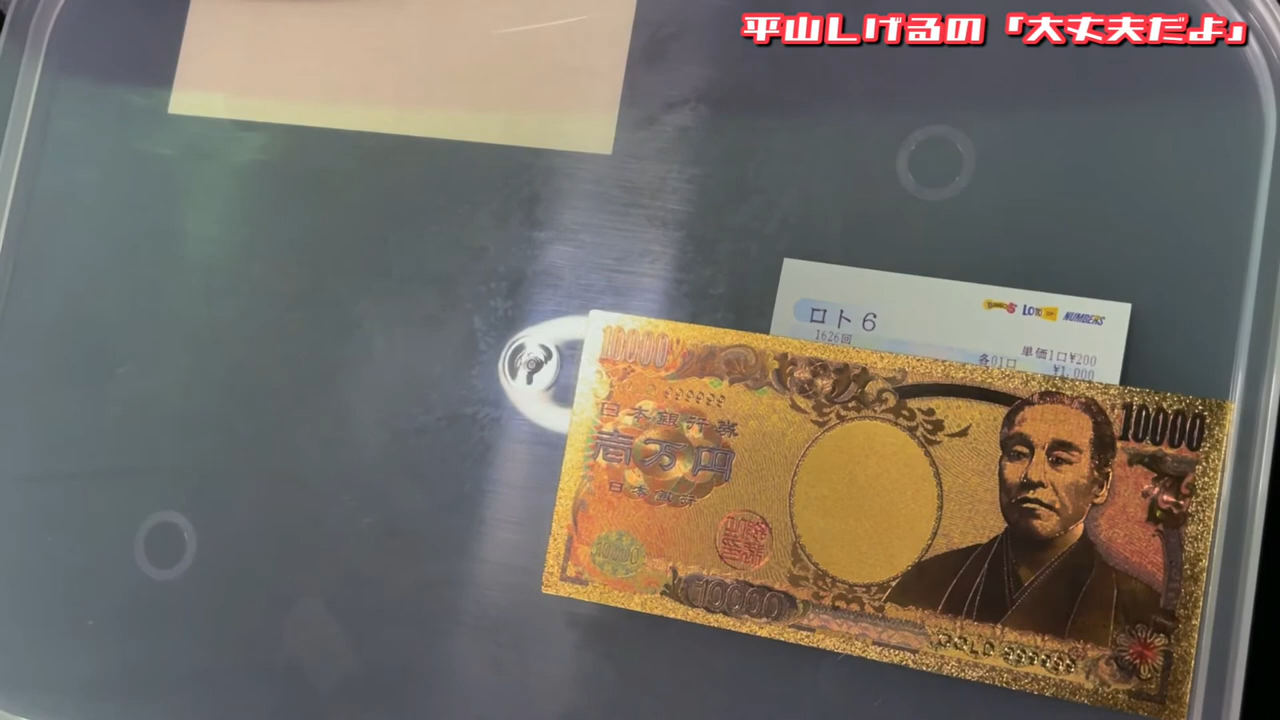 平山しげるの「大丈夫だよ」
ロト6
LOTO
NUMBERS
1626回
単価1口¥200
各01口
¥1,000
10000
日本銀行券
壱万円
日本銀行
10000
10000
10000
GOLD 999999